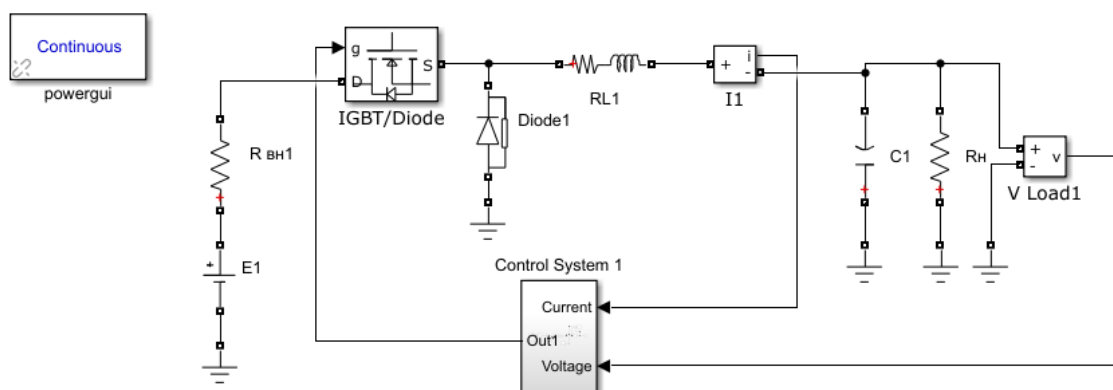 Continuous
powergui
g
D
S
IGBT/Diode
R вн1
E1
Diode1
RL1
+
i
-
I1
C1
Rн
+
-
v
V Load1
Control System 1
Current
Out1
Voltage